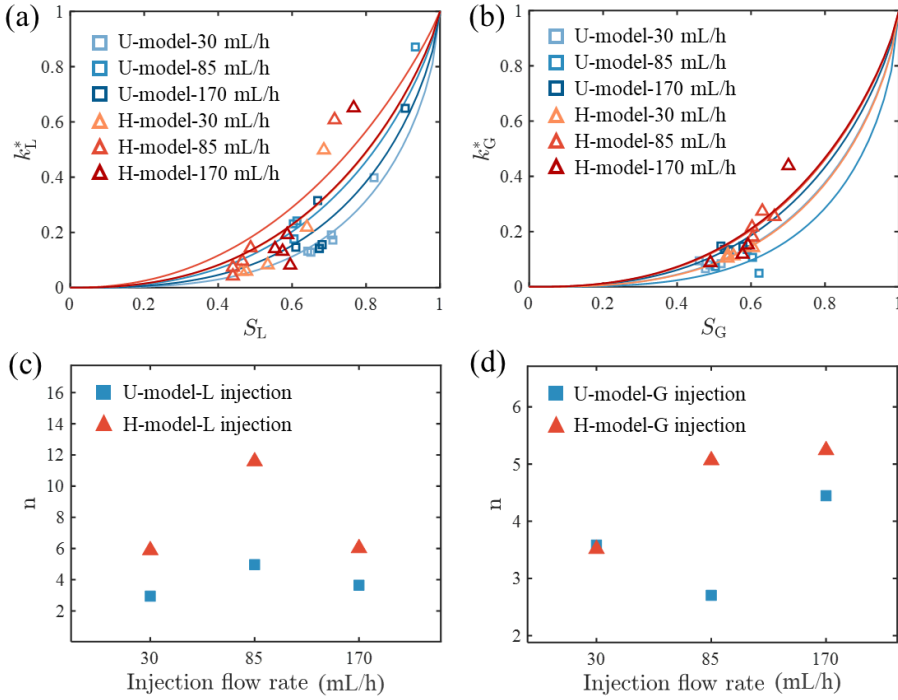 (a)
U-model-30 mL/h
U-model-85 mL/h
U-model-170 mL/h
H-model-30 mL/h
H-model-85 mL/h
H-model-170 mL/h
1
0.8
0.6
0.4
0.2
0
k*L
0 0.2 0.4 0.6 0.8 1
SL
(b)
U-model-30 mL/h
U-model-85 mL/h
U-model-170 mL/h
H-model-30 mL/h
H-model-85 mL/h
H-model-170 mL/h
1
0.8
0.6
0.4
0.2
0
k*G
0 0.2 0.4 0.6 0.8 1
SG
(c)
U-model-L injection
H-model-L injection
16
14
12
10
8
6
4
2
n
30 85 170
Injection flow rate (mL/h)
(d)
U-model-G injection
H-model-G injection
6
5
4
3
2
n
30 85 170
Injection flow rate (mL/h)